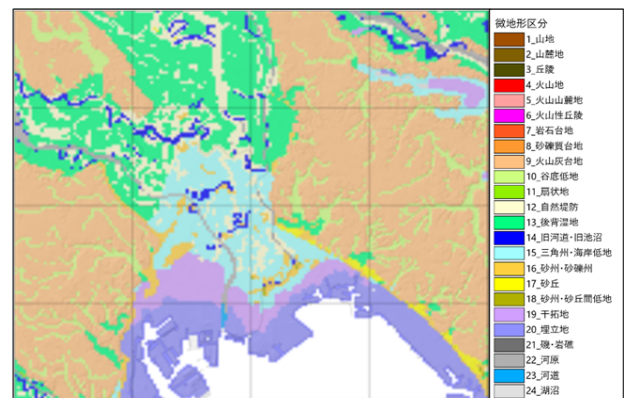 微地形区分
1_山地
2_山麓地
3_丘陵
4_火山地
5_火山山麓地
6_火山性丘陵
7_岩石台地
8_砂礫質台地
9_火山灰台地
10_谷底低地
11_扇状地
12_自然堤防
13_後背湿地
14_旧河道・旧池沼
15_三角州・海岸低地
16_砂州・砂礫州
17_砂丘
18_砂州・砂丘間低地
19_干拓地
20_埋立地
21_磯・岩礁
22_河原
23_河道
24_湖沼